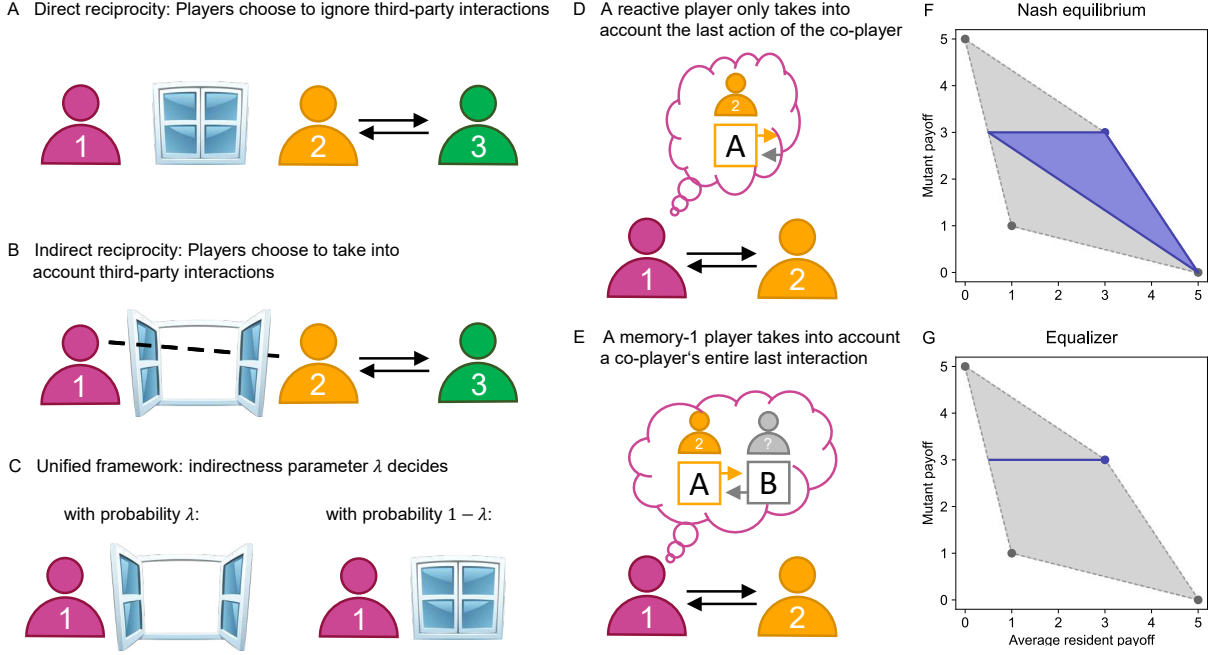 A Direct reciprocity: Players choose to ignore third-party interactions
1
2
3
B Indirect reciprocity: Players choose to take into
account third-party interactions
1
2
3
C Unified framework: indirectness parameter λ decides
with probability λ:
with probability 1 − λ:
1
1
D A reactive player only takes into
account the last action of the co-player
2
A
1
2
E A memory-1 player takes into account
a co-player‘s entire last interaction
2
?
A
B
1
2
F Nash equilibrium
Mutant payoff
5
4
3
2
1
0
0 1 2 3 4 5
G Equalizer
Mutant payoff
5
4
3
2
1
0
0 1 2 3 4 5
Average resident payoff